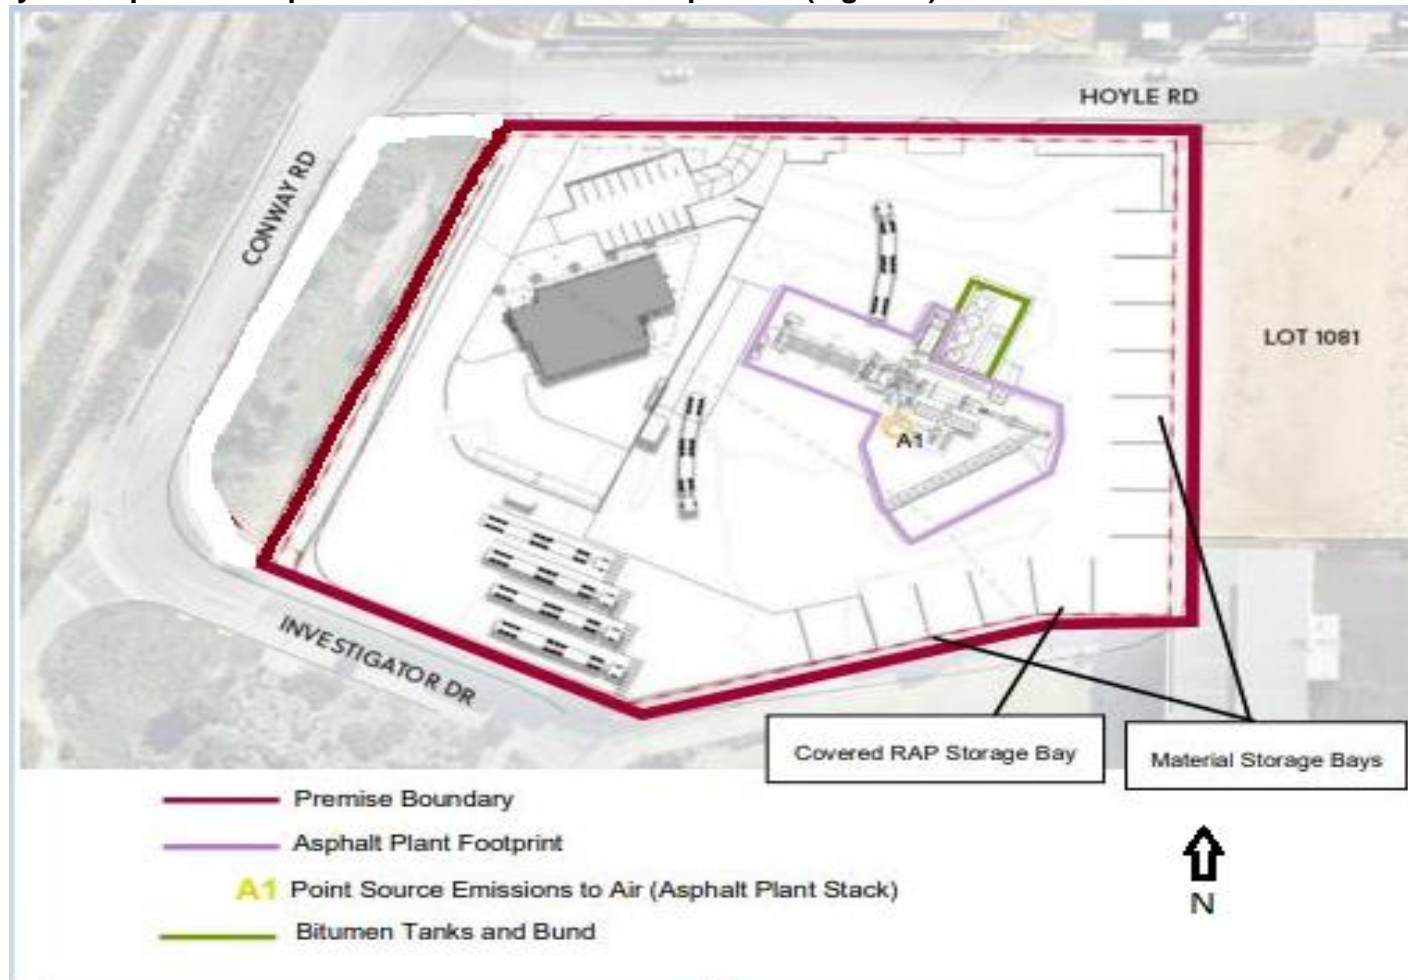 HOYLE RD
CONWAY RD
LOT 1081
A1
INVESTIGATOR DR
Covered RAP Storage Bay
Material Storage Bays
Premise Boundary
Asphalt Plant Footprint
A1 Point Source Emissions to Air (Asphalt Plant Stack)
Bitumen Tanks and Bund
N